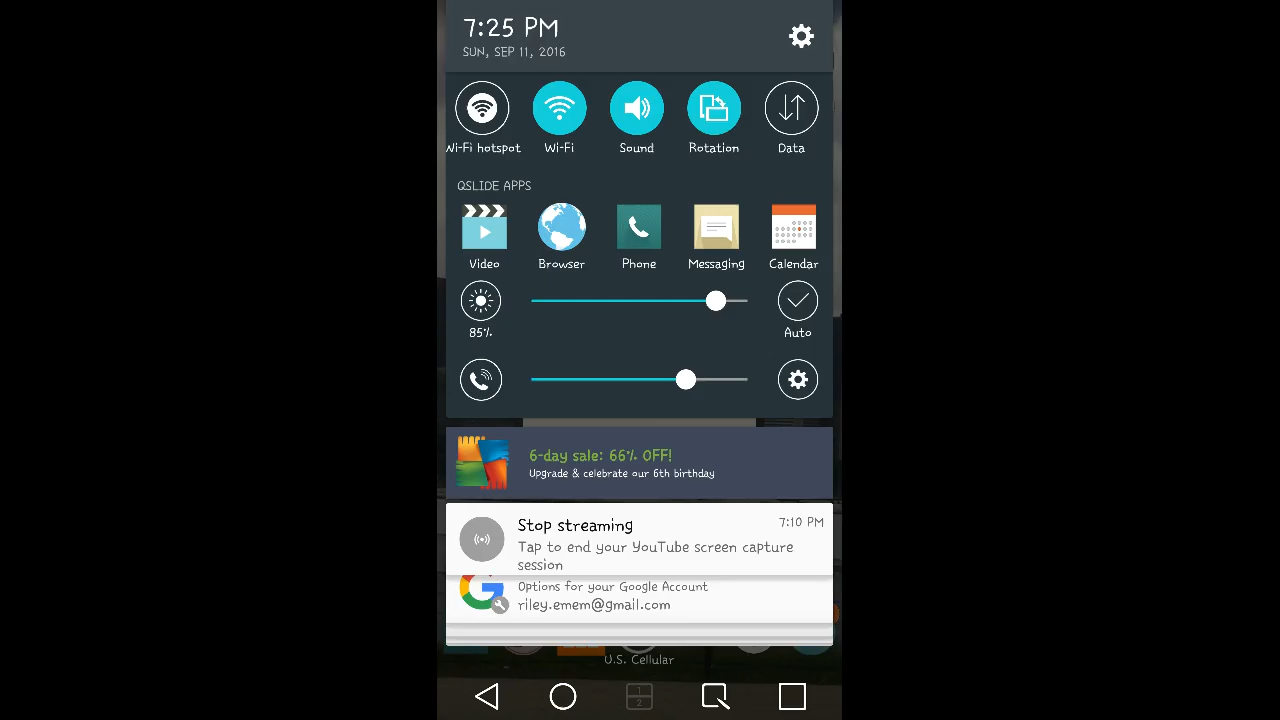 7:25 PM
SUN, SEP 11, 2016
Wi-Fi hotspot Wi-Fi Sound Rotation Data
QSLIDE APPS
Video Browser Phone Messaging Calendar
85% Auto
6-day sale: 66% OFF!
Upgrade & celebrate our 6th birthday
Stop streaming 7:10 PM
Tap to end your YouTube screen capture
session
Options for your Google Account
riley.emem@gmail.com
U.S. Cellular
1
2